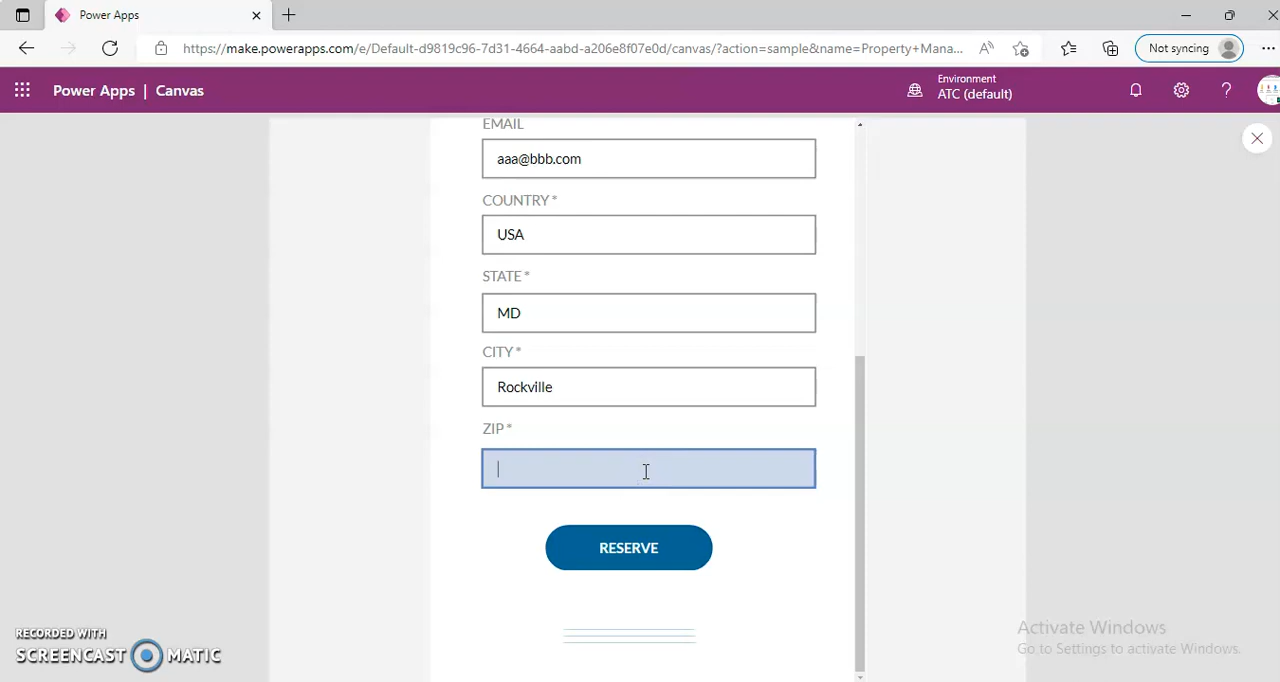 Power Apps
https://make.powerapps.com/e/Default-d9819c96-7d31-4664-aabd-a206e8f07e0d/canvas/?action=sample&name=Property+Mana...
Not syncing
Power Apps | Canvas
Environment
ATC (default)
EMAIL
aaa@bbb.com
COUNTRY*
USA
STATE*
MD
CITY*
Rockville
ZIP*
RESERVE
RECORDED WITH
SCREENCAST MATIC
Activate Windows
Go to Settings to activate Windows.